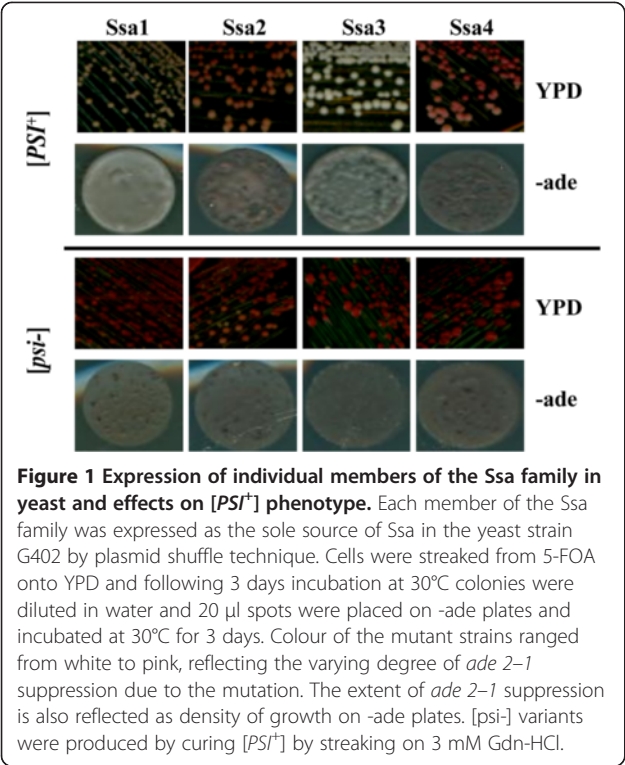 Ssa1 Ssa2 Ssa3 Ssa4
[PSI⁺]
YPD
-ade
[psi-]
YPD
-ade
Figure 1 Expression of individual members of the Ssa family in
yeast and effects on [PSI⁺] phenotype. Each member of the Ssa
family was expressed as the sole source of Ssa in the yeast strain
G402 by plasmid shuffle technique. Cells were streaked from 5-FOA
onto YPD and following 3 days incubation at 30°C colonies were
diluted in water and 20 μl spots were placed on -ade plates and
incubated at 30°C for 3 days. Colour of the mutant strains ranged
from white to pink, reflecting the varying degree of ade 2–1
suppression due to the mutation. The extent of ade 2–1 suppression
is also reflected as density of growth on -ade plates. [psi-] variants
were produced by curing [PSI⁺] by streaking on 3 mM Gdn-HCl.